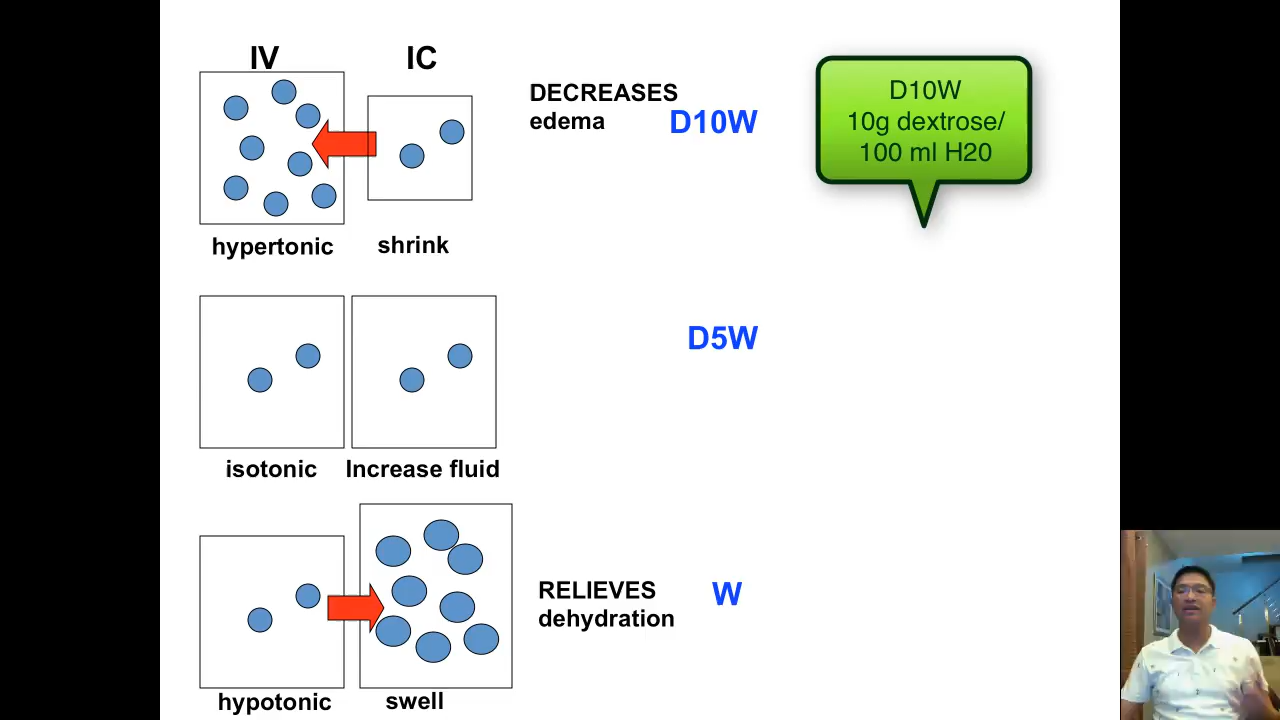 IV
IC
DECREASES
edema
D10W
D10W
10g dextrose/
100 ml H20
hypertonic
shrink
D5W
isotonic
Increase fluid
RELIEVES
dehydration
W
hypotonic
swell